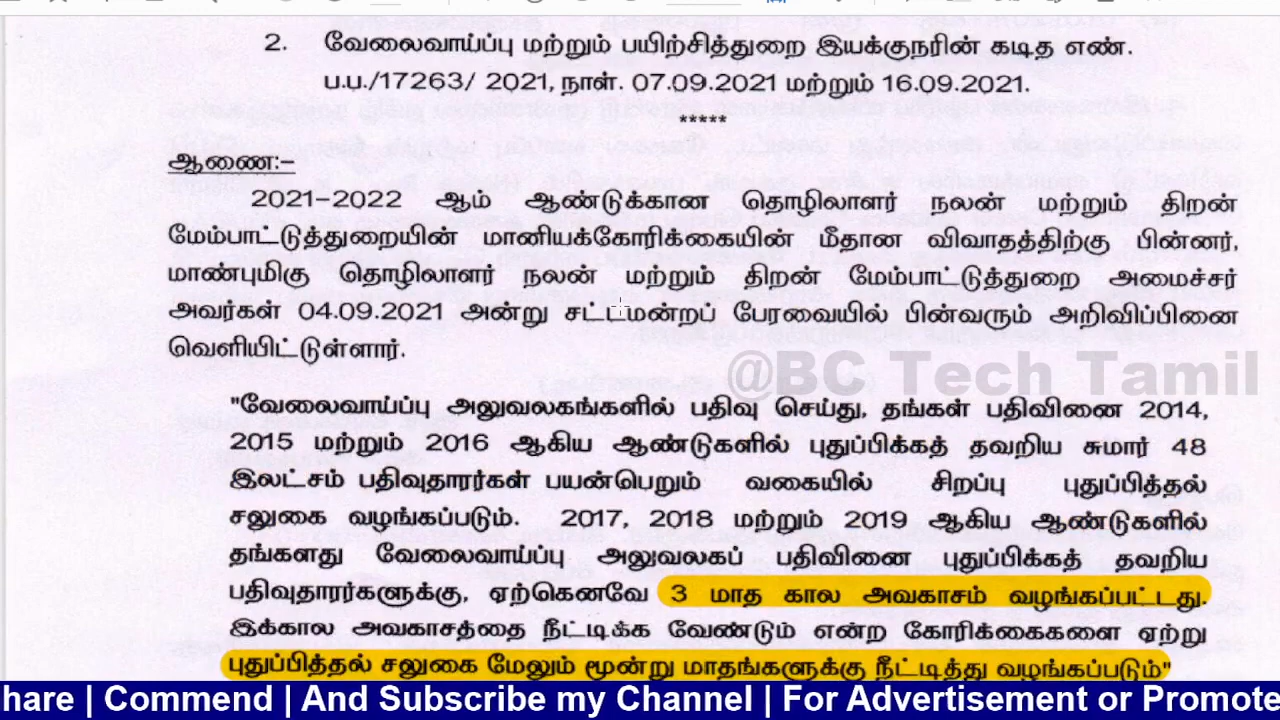 2. வேலைவாய்ப்பு மற்றும் பயிற்சித்துறை இயக்குநரின் கடித எண்.
ப.ப./17263/ 2021, நாள். 07.09.2021 மற்றும் 16.09.2021.
*****
ஆணை:-
2021-2022 ஆம் ஆண்டுக்கான தொழிலாளர் நலன் மற்றும் திறன்
மேம்பாட்டுத்துறையின் மானியக்கோரிக்கையின் மீதான விவாதத்திற்கு பின்னர்,
மாண்புமிகு தொழிலாளர் நலன் மற்றும் திறன் மேம்பாட்டுத்துறை அமைச்சர்
அவர்கள் 04.09.2021 அன்று சட்டமன்றப் பேரவையில் பின்வரும் அறிவிப்பினை
வெளியிட்டுள்ளார்.
@BC Tech Tamil
"வேலைவாய்ப்பு அலுவலகங்களில் பதிவு செய்து, தங்கள் பதிவினை 2014,
2015 மற்றும் 2016 ஆகிய ஆண்டுகளில் புதுப்பிக்கத் தவறிய சுமார் 48
இலட்சம் பதிவுதாரர்கள் பயன்பெறும் வகையில் சிறப்பு புதுப்பித்தல்
சலுகை வழங்கப்படும். 2017, 2018 மற்றும் 2019 ஆகிய ஆண்டுகளில்
தங்களது வேலைவாய்ப்பு அலுவலகப் பதிவினை புதுப்பிக்கத் தவறிய
பதிவுதாரர்களுக்கு, ஏற்கெனவே 3 மாத கால அவகாசம் வழங்கப்பட்டது.
இக்கால அவகாசத்தை நீட்டிக்க வேண்டும் என்ற கோரிக்கைகளை ஏற்று
புதுப்பித்தல் சலுகை மேலும் மூன்று மாதங்களுக்கு நீட்டித்து வழங்கப்படும்"
hare | Commend | And Subscribe my Channel | For Advertisement or Promote